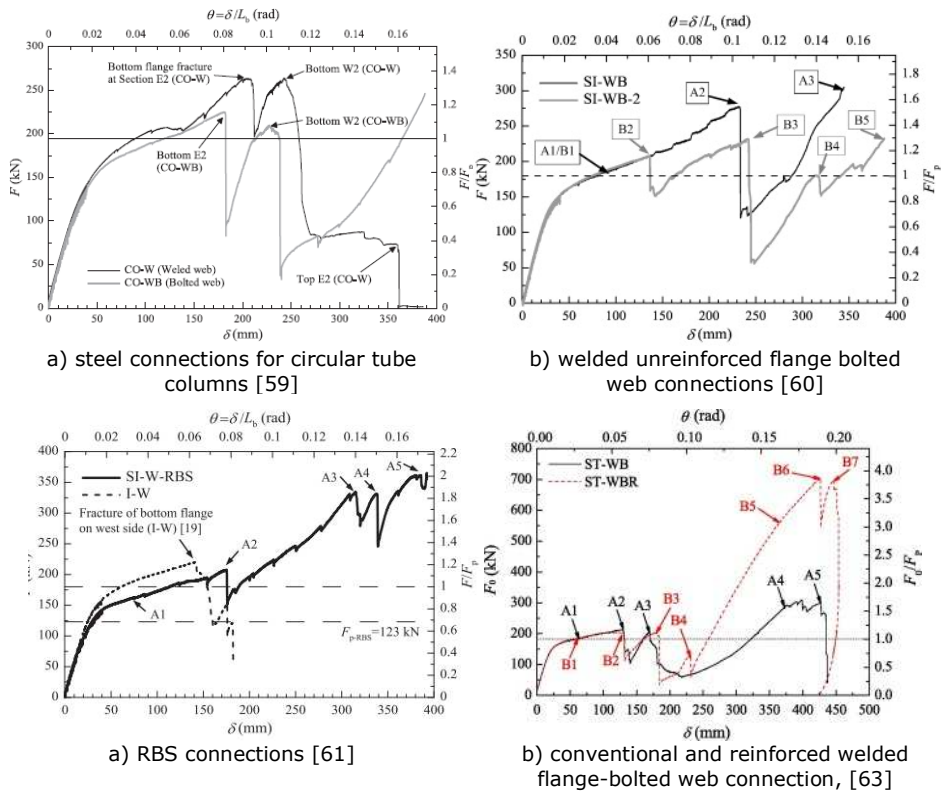 θ=δ/Lb (rad)
0 0.02 0.04 0.06 0.08 0.1 0.12 0.14 0.16
300
250
200
150
100
50
0
F (kN)
Bottom flange fracture
at Section E2 (CO-W)
Bottom W2 (CO-W)
Bottom W2 (CO-WB)
Bottom E2
(CO-WB)
Top E2 (CO-W)
CO-W (Weled web)
CO-WB (Bolted web)
1.4
1.2
1
0.8
0.6
0.4
0.2
0
F/Fp
0 50 100 150 200 250 300 350 400
δ (mm)
a) steel connections for circular tube
columns [59]
θ=δ/Lb (rad)
0 0.02 0.04 0.06 0.08 0.1 0.12 0.14 0.16
350
300
250
200
150
100
50
0
F (kN)
SI-WB
SI-WB-2
A1/B1
B2
A2
B3
A3
B4
B5
1.8
1.6
1.4
1.2
1
0.8
0.6
0.4
0.2
0
F/Fp
0 50 100 150 200 250 300 350 400
δ (mm)
b) welded unreinforced flange bolted
web connections [60]
θ=δ/Lb (rad)
0 0.02 0.04 0.06 0.08 0.1 0.12 0.14 0.16
400
350
300
250
200
150
100
50
0
SI-W-RBS
I-W
Fracture of bottom flange
on west side (I-W) [19]
A1
A2
A3
A4
A5
Fp-RBS=123 kN
2.2
2
1.8
1.6
1.4
1.2
1
0.8
0.6
0.4
0.2
0
F/Fp
0 50 100 150 200 250 300 350 400
δ (mm)
a) RBS connections [61]
θ (rad)
0.00 0.05 0.10 0.15 0.20
800
700
600
500
400
300
200
100
0
F0 (kN)
ST-WB
ST-WBR
A1
A2
A3
A4
A5
B1
B2
B3
B4
B5
B6
B7
4.0
3.5
3.0
2.5
2.0
1.5
1.0
0.5
0.0
F0/FP
0 50 100 150 200 250 300 350 400 450 500
δ (mm)
b) conventional and reinforced welded
flange-bolted web connection, [63]